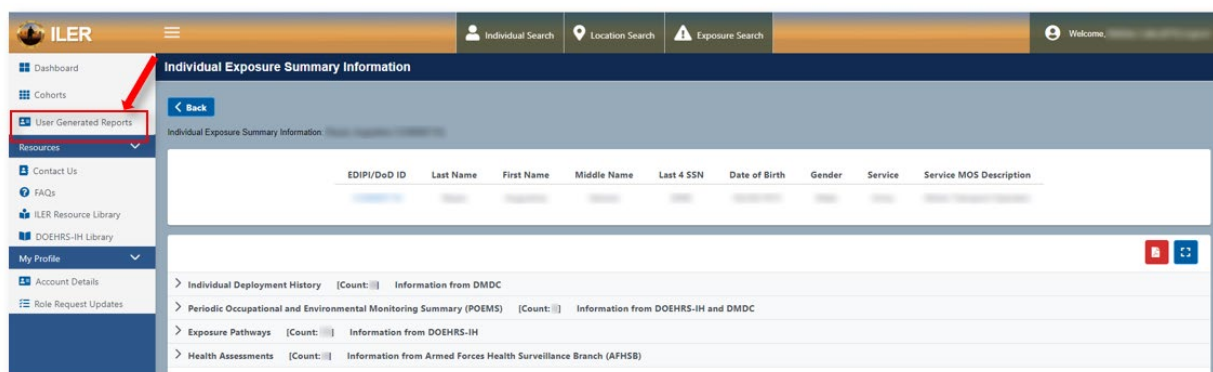 ILER
Individual Search
Location Search
Exposure Search
Welcome,
Dashboard
Cohorts
User Generated Reports
Resources
Contact Us
FAQs
ILER Resource Library
DOEHRS-IH Library
My Profile
Account Details
Role Request Updates
Individual Exposure Summary Information
Back
Individual Exposure Summary Information:
EDIPI/DoD ID Last Name First Name Middle Name Last 4 SSN Date of Birth Gender Service Service MOS Description
Individual Deployment History [Count: ] Information from DMDC
Periodic Occupational and Environmental Monitoring Summary (POEMS) [Count: ] Information from DOEHRS-IH and DMDC
Exposure Pathways [Count: ] Information from DOEHRS-IH
Health Assessments [Count: ] Information from Armed Forces Health Surveillance Branch (AFHSB)